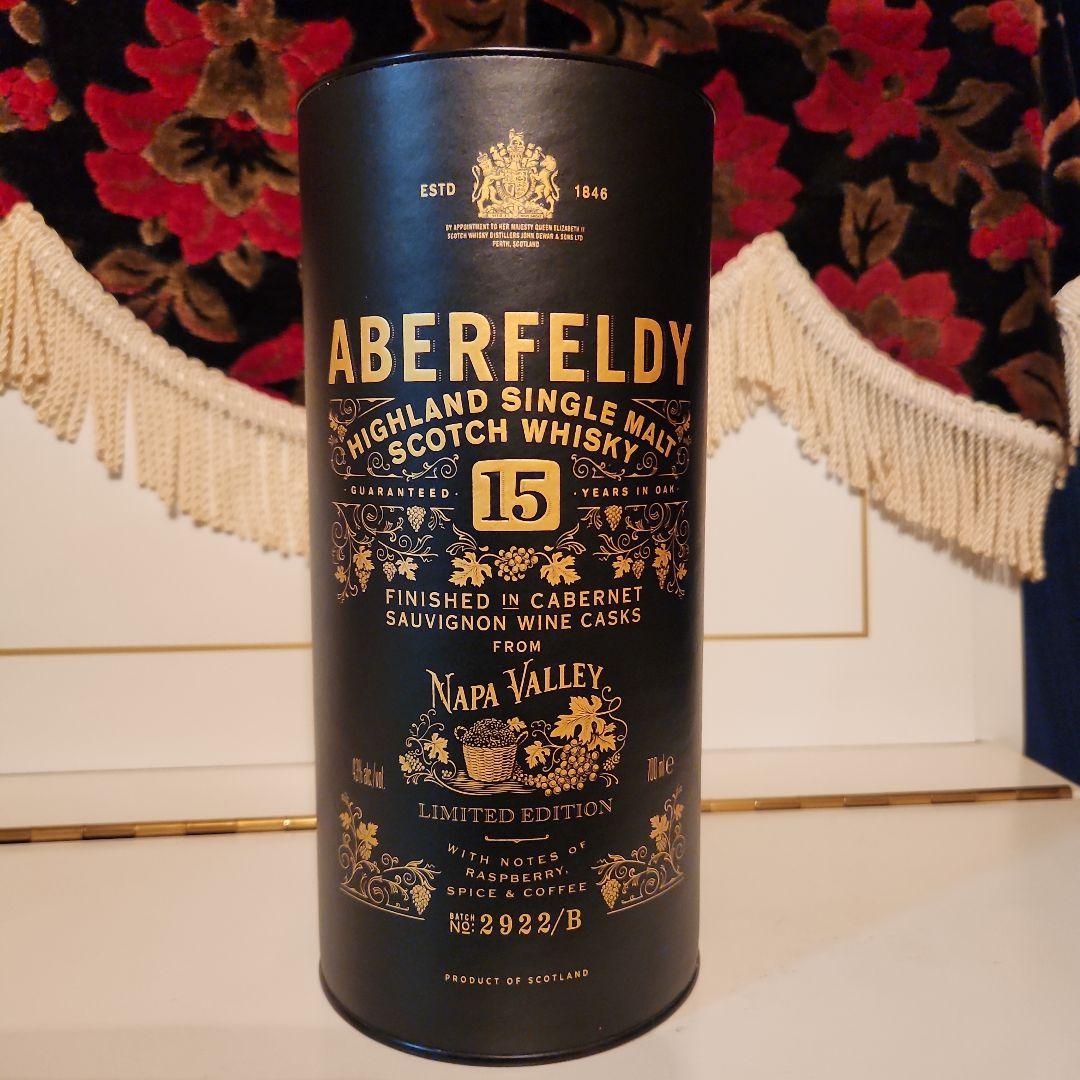 ESTD 1846
BY APPOINTMENT TO HER MAJESTY QUEEN ELIZABETH II
SCOTCH WHISKY DISTILLERS JOHN DEWAR & SONS LTD
PERTH, SCOTLAND
ABERFELDY
HIGHLAND SINGLE MALT
SCOTCH WHISKY
· GUARANTEED · 15 · YEARS IN OAK ·
FINISHED IN CABERNET
SAUVIGNON WINE CASKS
FROM
NAPA VALLEY
43% alc./vol. 700 ml e
LIMITED EDITION
WITH NOTES OF
RASPBERRY,
SPICE & COFFEE
BATCH No: 2922/B
PRODUCT OF SCOTLAND